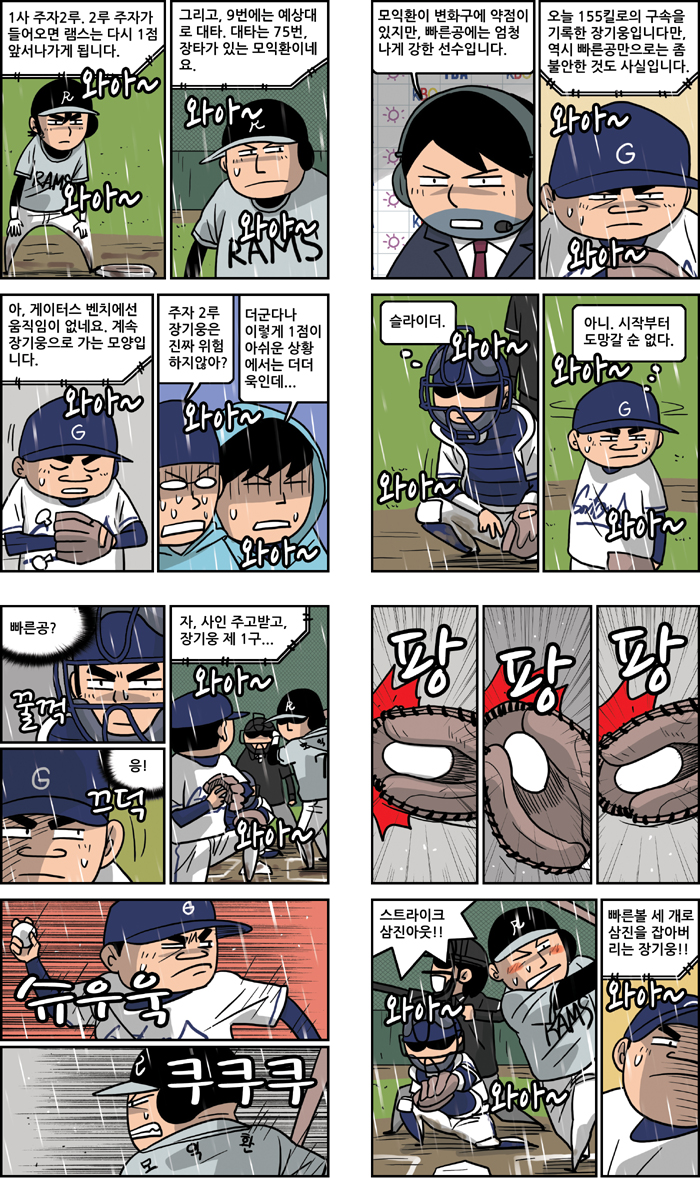 1사 주자2루. 2루 주자가
들어오면 램스는 다시 1점
앞서나가게 됩니다.
와아~
RAMS
와아~
그리고, 9번에는 예상대
로 대타. 대타는 75번,
장타가 있는 모익환이네
요.
와아~
와아~
RAMS
모익환이 변화구에 약점이
있지만, 빠른공에는 엄청
나게 강한 선수입니다.
KBO
오늘 155킬로의 구속을
기록한 장기웅입니다만,
역시 빠른공만으로는 좀
불안한 것도 사실입니다.
와아~
G
와아~
아, 게이터스 벤치에선
움직임이 없네요. 계속
장기웅으로 가는 모양입
니다.
와아~
G
주자 2루
장기웅은
진짜 위험
하지않아?
더군다나
이렇게 1점이
아쉬운 상황
에서는 더더
욱인데...
와아~
와아~
슬라이더.
와아~
와아~
아니. 시작부터
도망갈 순 없다.
와아~
G
와아~
빠른공?
꿀꺽
응!
G
끄덕
자, 사인 주고받고,
장기웅 제 1구...
와아~
와아~
팡
팡
팡
G
슈우욱
쿠쿠쿠
모익환
스트라이크
삼진아웃!!
와아~
RAMS
와아~
빠른볼 세 개로
삼진을 잡아버
리는 장기웅!!
와아~